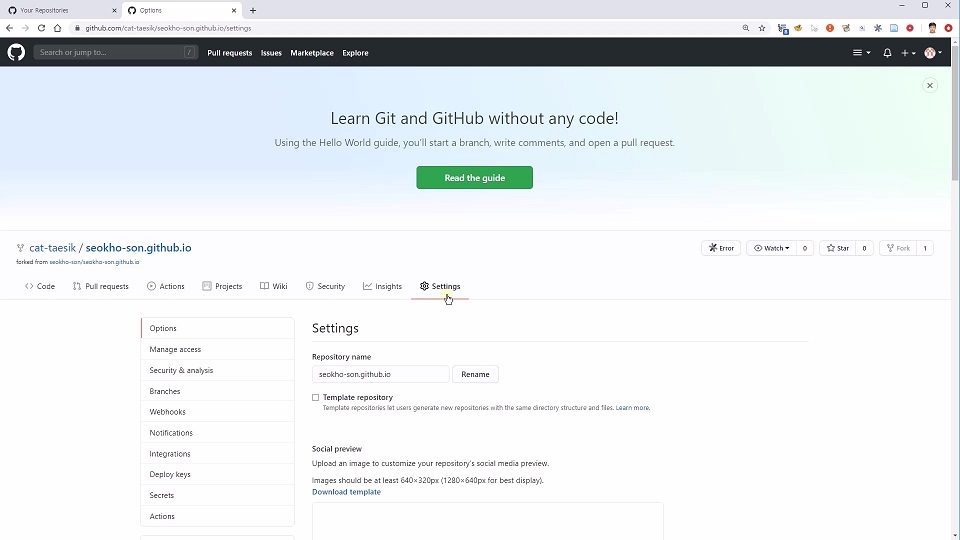 Your Repositories
Options
github.com/cat-taesik/seokho-son.github.io/settings
Search or jump to...
/
Pull requests
Issues
Marketplace
Explore
Learn Git and GitHub without any code!
Using the Hello World guide, you'll start a branch, write comments, and open a pull request.
Read the guide
cat-taesik / seokho-son.github.io
forked from seokho-son/seokho-son.github.io
Error
Watch
0
Star
0
Fork
1
Code
Pull requests
Actions
Projects
Wiki
Security
Insights
Settings
Options
Manage access
Security & analysis
Branches
Webhooks
Notifications
Integrations
Deploy keys
Secrets
Actions
Settings
Repository name
seokho-son.github.io
Rename
Template repository
Template repositories let users generate new repositories with the same directory structure and files. Learn more.
Social preview
Upload an image to customize your repository's social media preview.
Images should be at least 640×320px (1280×640px for best display).
Download template